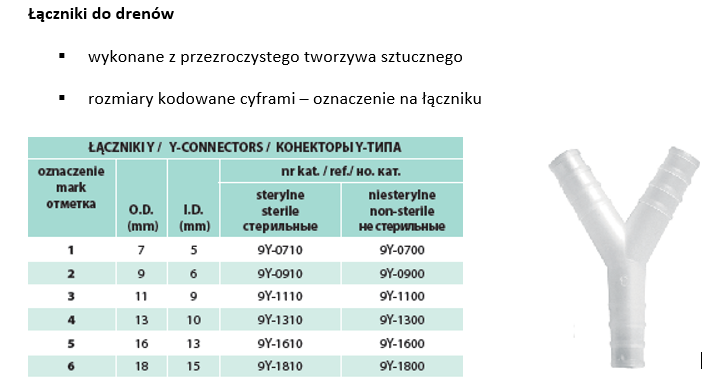 Łączniki do drenów
▪ wykonane z przezroczystego tworzywa sztucznego
▪ rozmiary kodowane cyframi – oznaczenie na łączniku
ŁĄCZNIKI Y / Y-CONNECTORS / КОНЕКТОРЫ Y-ТИПА
oznaczenie
mark
отметка
O.D.
(mm)
I.D.
(mm)
nr kat. / ref./ но. кат.
sterylne
sterile
стерильные
niesterylne
non-sterile
не стерильные
1 7 5 9Y-0710 9Y-0700
2 9 6 9Y-0910 9Y-0900
3 11 9 9Y-1110 9Y-1100
4 13 10 9Y-1310 9Y-1300
5 16 13 9Y-1610 9Y-1600
6 18 15 9Y-1810 9Y-1800